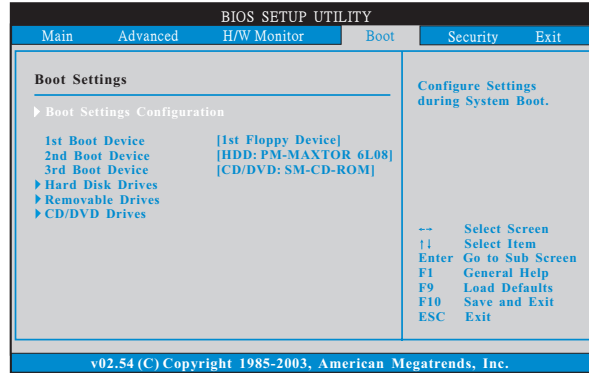 BIOS SETUP UTILITY
Main Advanced H/W Monitor Boot Security Exit
Boot Settings
Boot Settings Configuration
1st Boot Device [1st Floppy Device]
2nd Boot Device [HDD: PM-MAXTOR 6L08]
3rd Boot Device [CD/DVD: SM-CD-ROM]
Hard Disk Drives
Removable Drives
CD/DVD Drives
Configure Settings
during System Boot.
←→ Select Screen
↑↓ Select Item
Enter Go to Sub Screen
F1 General Help
F9 Load Defaults
F10 Save and Exit
ESC Exit
v02.54 (C) Copyright 1985-2003, American Megatrends, Inc.